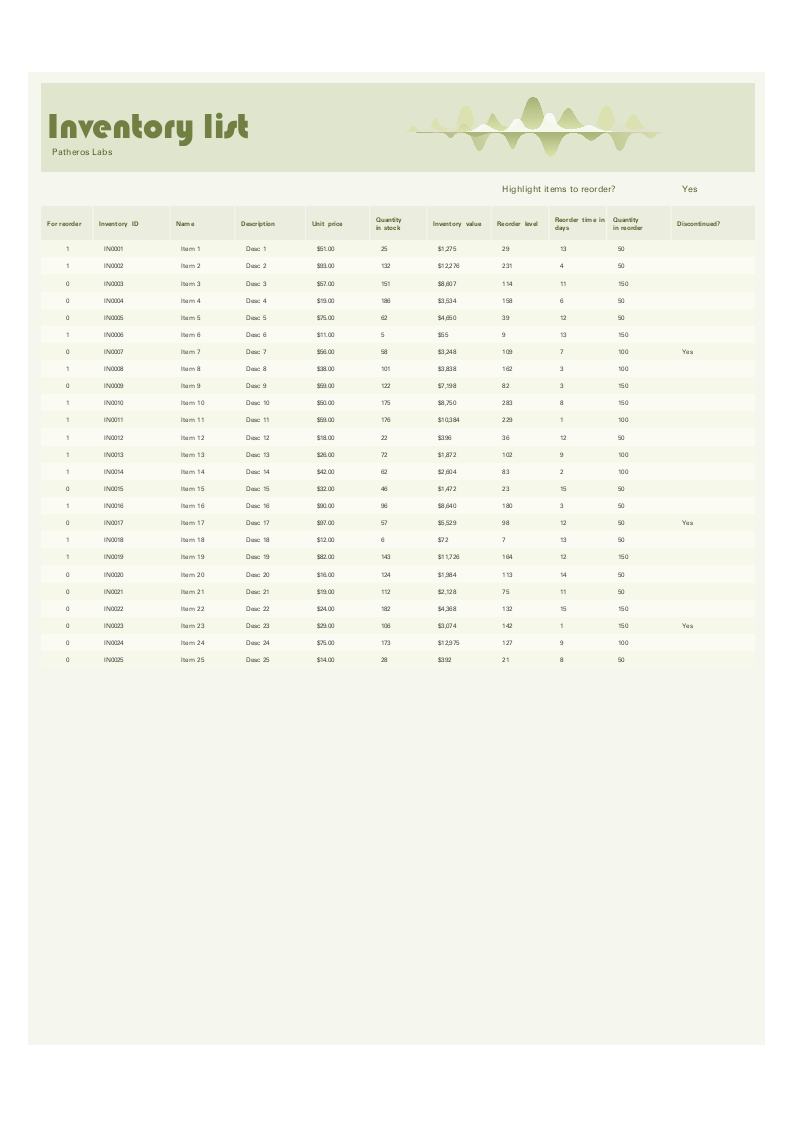 Inventory list
Patheros Labs
Highlight items to reorder? Yes
For reorder Inventory ID Name Description Unit price Quantity in stock Inventory value Reorder level Reorder time in days Quantity in reorder Discontinued?
1 IN0001 Item 1 Desc 1 $51.00 25 $1,275 29 13 50
1 IN0002 Item 2 Desc 2 $93.00 132 $12,276 231 4 50
0 IN0003 Item 3 Desc 3 $57.00 151 $8,607 114 11 150
0 IN0004 Item 4 Desc 4 $19.00 186 $3,534 158 6 50
0 IN0005 Item 5 Desc 5 $75.00 62 $4,650 39 12 50
1 IN0006 Item 6 Desc 6 $11.00 5 $55 9 13 150
0 IN0007 Item 7 Desc 7 $56.00 58 $3,248 109 7 100 Yes
1 IN0008 Item 8 Desc 8 $38.00 101 $3,838 162 3 100
0 IN0009 Item 9 Desc 9 $59.00 122 $7,198 82 3 150
1 IN0010 Item 10 Desc 10 $50.00 175 $8,750 283 8 150
1 IN0011 Item 11 Desc 11 $59.00 176 $10,384 229 1 100
1 IN0012 Item 12 Desc 12 $18.00 22 $396 36 12 50
1 IN0013 Item 13 Desc 13 $26.00 72 $1,872 102 9 100
1 IN0014 Item 14 Desc 14 $42.00 62 $2,604 83 2 100
0 IN0015 Item 15 Desc 15 $32.00 46 $1,472 23 15 50
1 IN0016 Item 16 Desc 16 $90.00 96 $8,640 180 3 50
0 IN0017 Item 17 Desc 17 $97.00 57 $5,529 98 12 50 Yes
1 IN0018 Item 18 Desc 18 $12.00 6 $72 7 13 50
1 IN0019 Item 19 Desc 19 $82.00 143 $11,726 164 12 150
0 IN0020 Item 20 Desc 20 $16.00 124 $1,984 113 14 50
0 IN0021 Item 21 Desc 21 $19.00 112 $2,128 75 11 50
0 IN0022 Item 22 Desc 22 $24.00 182 $4,368 132 15 150
0 IN0023 Item 23 Desc 23 $29.00 106 $3,074 142 1 150 Yes
0 IN0024 Item 24 Desc 24 $75.00 173 $12,975 127 9 100
0 IN0025 Item 25 Desc 25 $14.00 28 $392 21 8 50